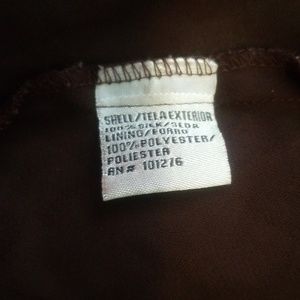 SHELL/TELA EXTERIOR
100% SILK/SEDA
LINING/FORRO
100% POLYESTER/
POLIESTER
RN# 101276